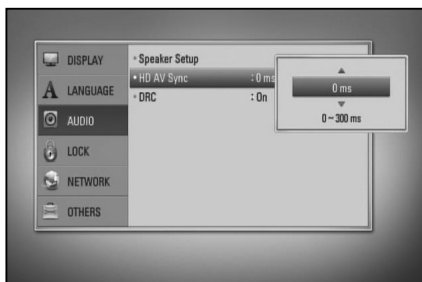 DISPLAY
LANGUAGE
AUDIO
LOCK
NETWORK
OTHERS
Speaker Setup
HD AV Sync : 0 ms
DRC : On
0 ms
0 ~ 300 ms